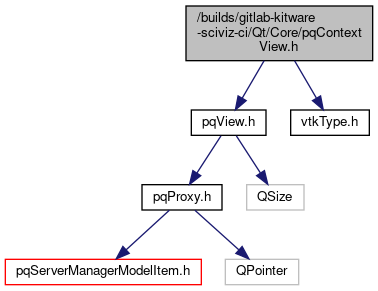 /builds/gitlab-kitware
-sciviz-ci/Qt/Core/pqContext
View.h
pqView.h
vtkType.h
pqProxy.h
QSize
pqServerManagerModelItem.h
QPointer